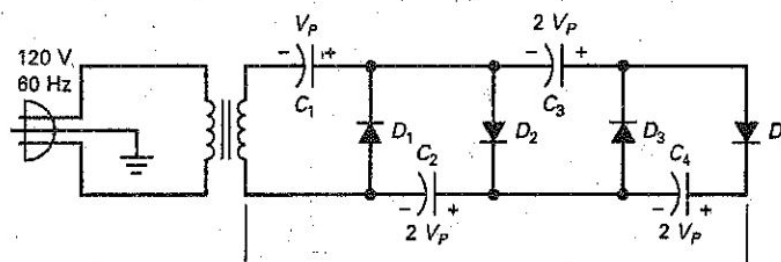 120 V
60 Hz
V_P
- +
C_1
D_1
C_2
- +
2 V_P
D_2
2 V_P
- +
C_3
D_3
C_4
- +
2 V_P
D